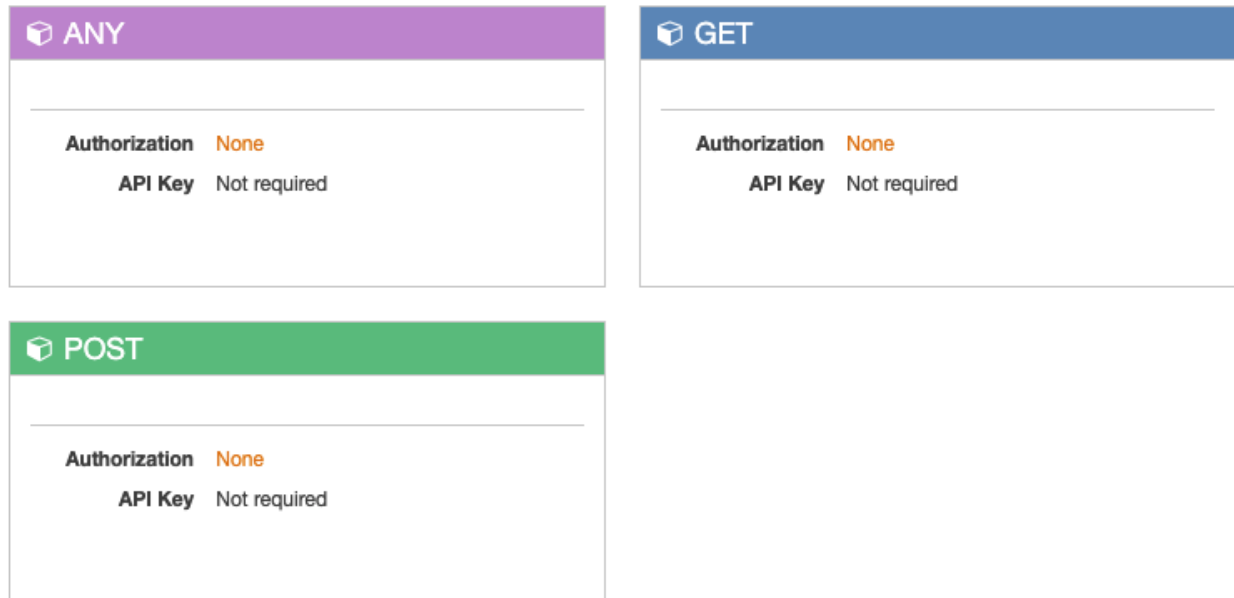 ANY
Authorization None
API Key Not required
GET
Authorization None
API Key Not required
POST
Authorization None
API Key Not required